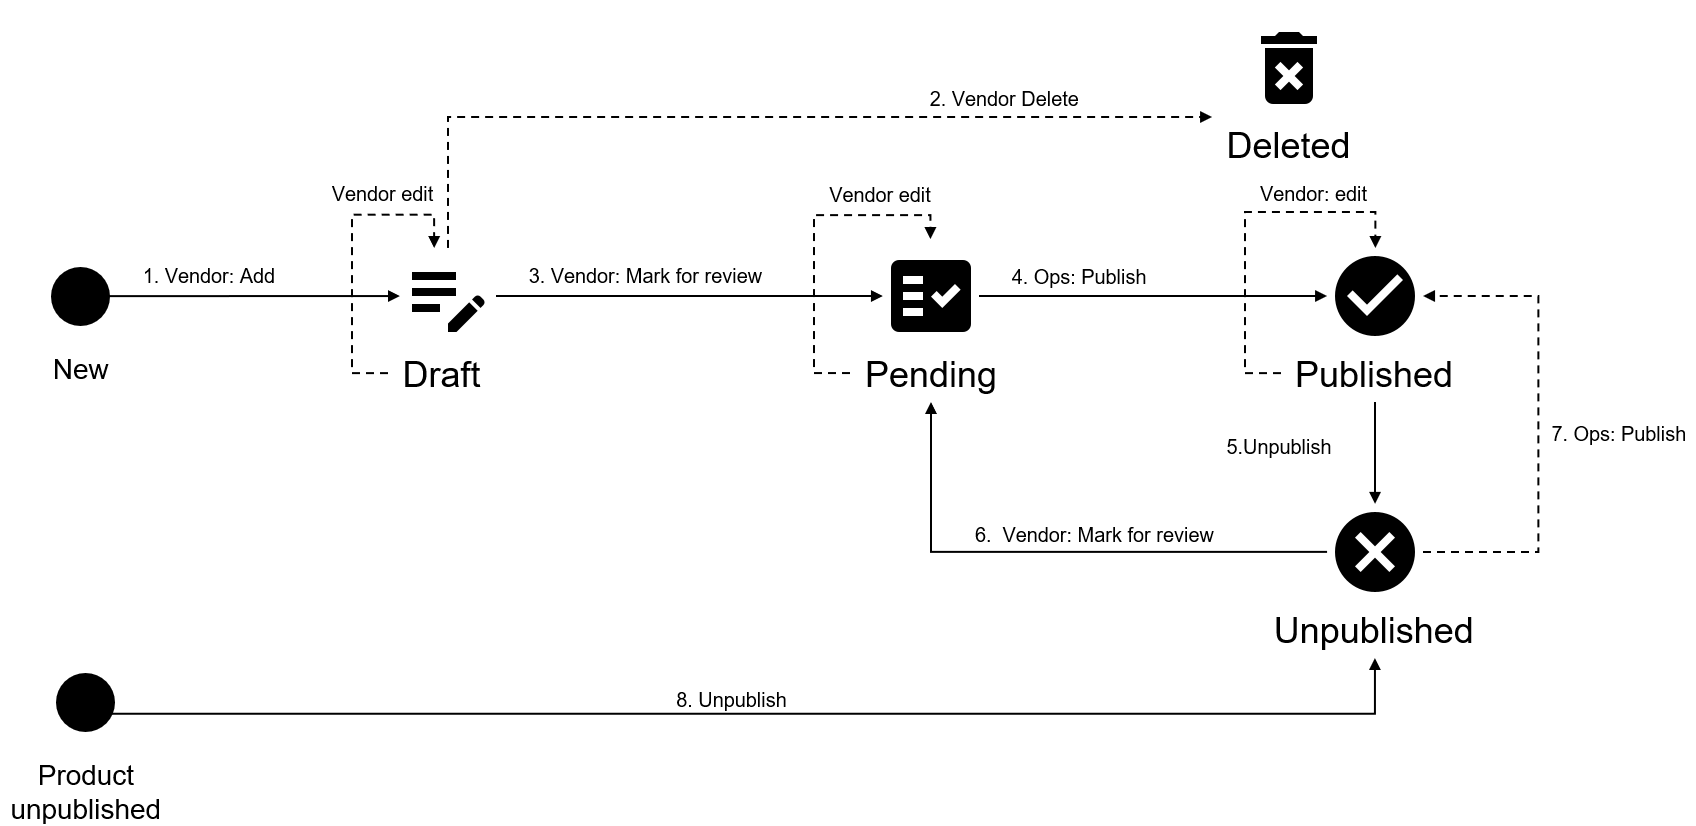 2. Vendor Delete
Deleted
Vendor edit
Vendor edit
Vendor: edit
1. Vendor: Add
3. Vendor: Mark for review
4. Ops: Publish
New
Draft
Pending
Published
5.Unpublish
7. Ops: Publish
6. Vendor: Mark for review
Unpublished
8. Unpublish
Product
unpublished